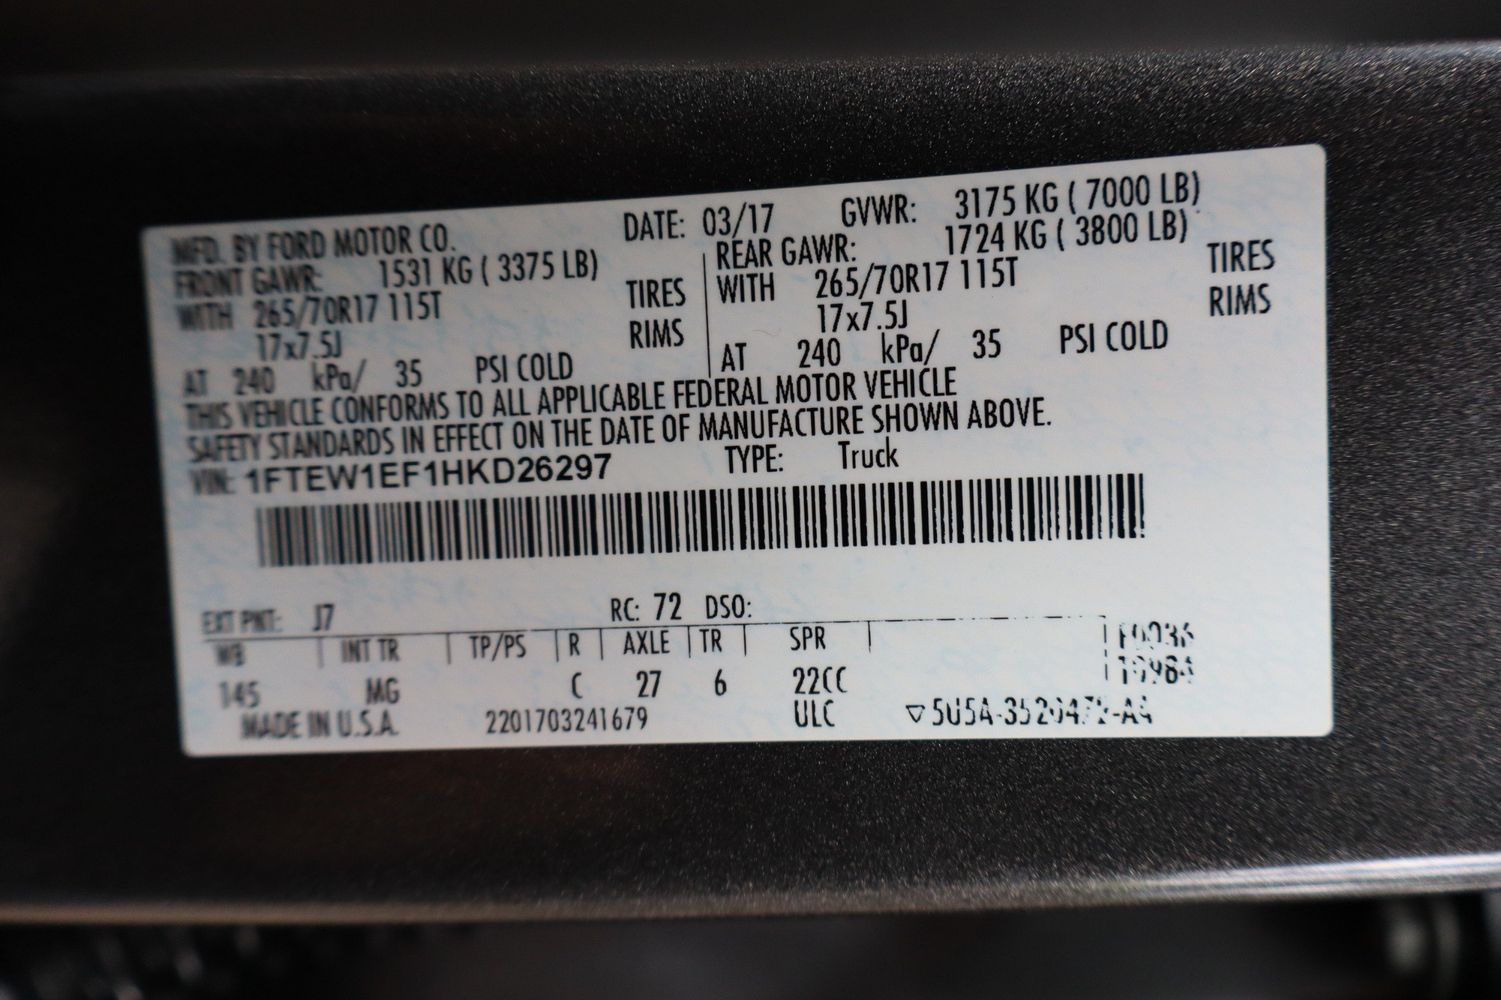 MFD. BY FORD MOTOR CO. DATE: 03/17 GVWR: 3175 KG ( 7000 LB)
FRONT GAWR: 1531 KG ( 3375 LB) REAR GAWR: 1724 KG ( 3800 LB)
WITH 265/70R17 115T TIRES WITH 265/70R17 115T TIRES
17x7.5J RIMS 17x7.5J RIMS
AT 240 kPa/ 35 PSI COLD AT 240 kPa/ 35 PSI COLD
THIS VEHICLE CONFORMS TO ALL APPLICABLE FEDERAL MOTOR VEHICLE
SAFETY STANDARDS IN EFFECT ON THE DATE OF MANUFACTURE SHOWN ABOVE.
VIN: 1FTEW1EF1HKD26297 TYPE: Truck
EXT PNT: J7 RC: 72 DSO:
WB INT TR TP/PS R AXLE TR SPR
145 MG C 27 6 22CC
MADE IN U.S.A. 2201703241679 ULC